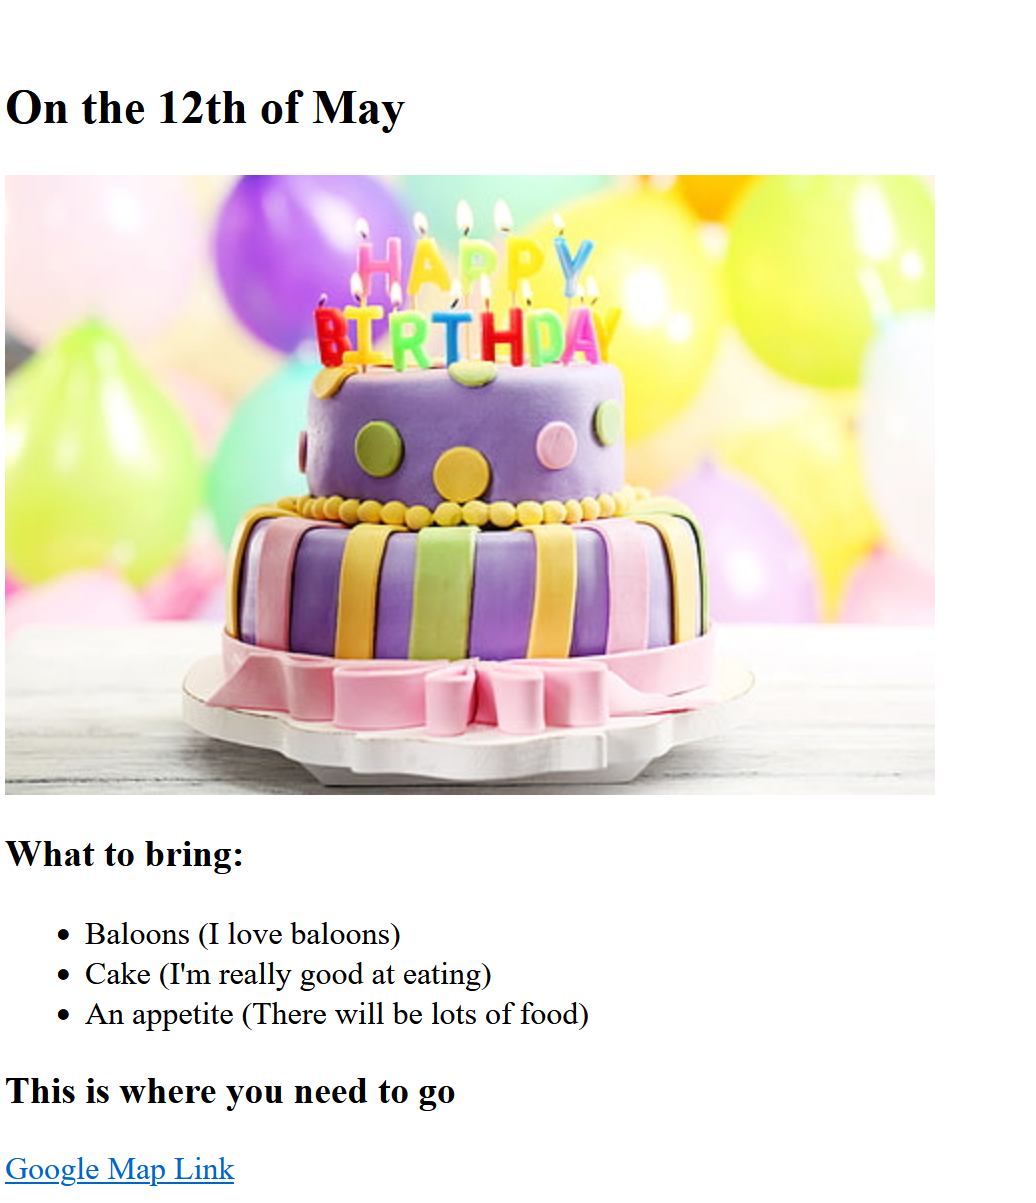 On the 12th of May
HAPPY
BIRTHDAY
What to bring:
Baloons (I love baloons)
Cake (I'm really good at eating)
An appetite (There will be lots of food)
This is where you need to go
Google Map Link